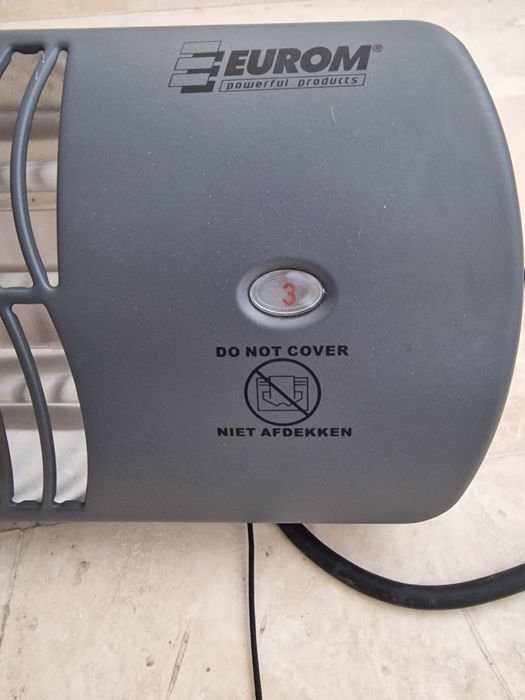 EUROM®
powerful products
3
DO NOT COVER
NIET AFDEKKEN